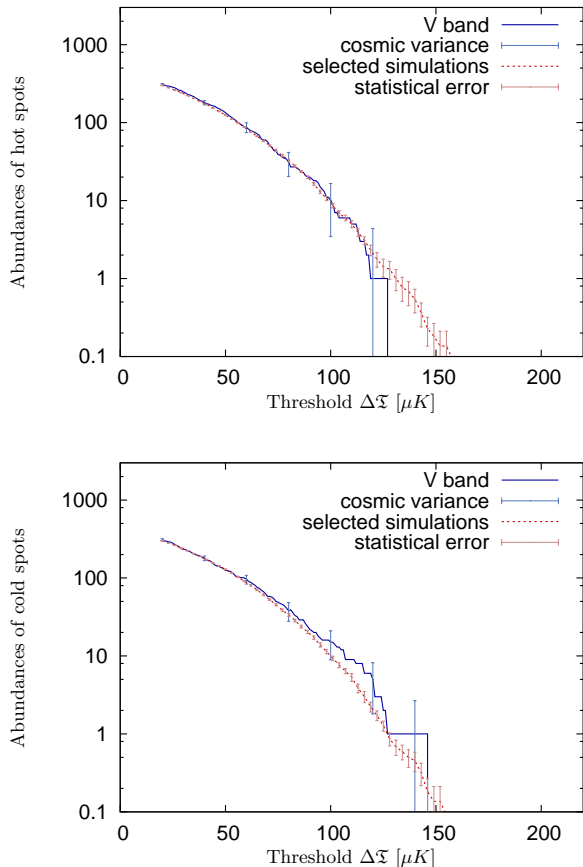 1000
100
10
1
0.1
0 50 100 150 200
Abundances of hot spots
Threshold Δ𝔗 [μK]
V band
cosmic variance
selected simulations
statistical error
1000
100
10
1
0.1
0 50 100 150 200
Abundances of cold spots
Threshold Δ𝔗 [μK]
V band
cosmic variance
selected simulations
statistical error